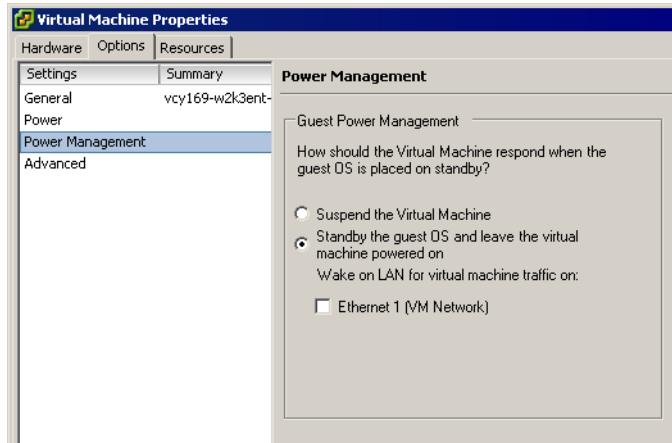 Virtual Machine Properties
Hardware Options Resources
Settings Summary
General vcy169-w2k3ent-
Power
Power Management
Advanced
Power Management
Guest Power Management
How should the Virtual Machine respond when the
guest OS is placed on standby?
Suspend the Virtual Machine
Standby the guest OS and leave the virtual
machine powered on
Wake on LAN for virtual machine traffic on:
Ethernet 1 (VM Network)